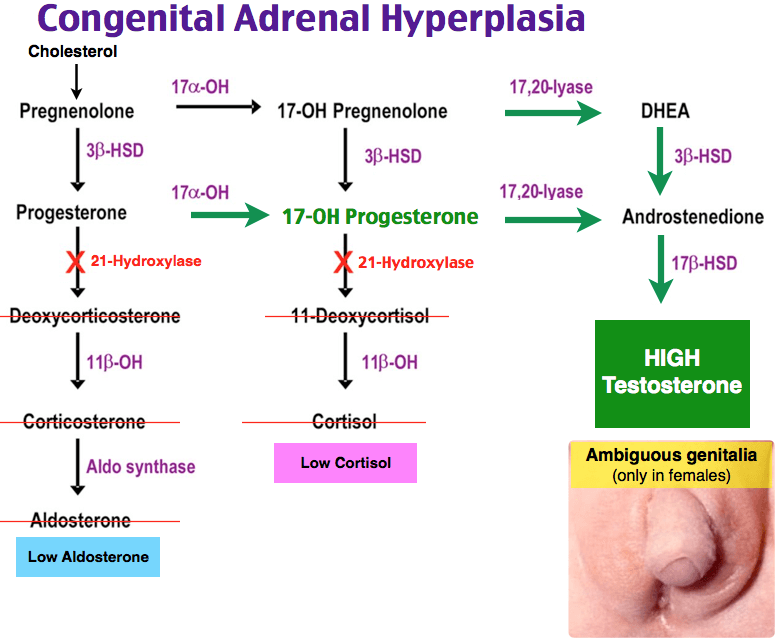 Congenital Adrenal Hyperplasia
Cholesterol
17α-OH
17,20-lyase
Pregnenolone
17-OH Pregnenolone
DHEA
3β-HSD
3β-HSD
3β-HSD
17α-OH
17,20-lyase
Progesterone
17-OH Progesterone
Androstenedione
X 21-Hydroxylase
X 21-Hydroxylase
17β-HSD
Deoxycorticosterone
11-Deoxycortisol
11β-OH
11β-OH
HIGH
Testosterone
Corticosterone
Cortisol
Low Cortisol
Aldo synthase
Ambiguous genitalia
(only in females)
Aldosterone
Low Aldosterone